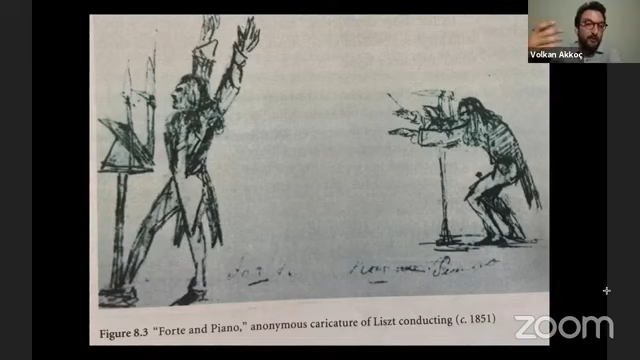 Volkan Akkoç
Figure 8.3 "Forte and Piano," anonymous caricature of Liszt conducting (c. 1851)
zoom